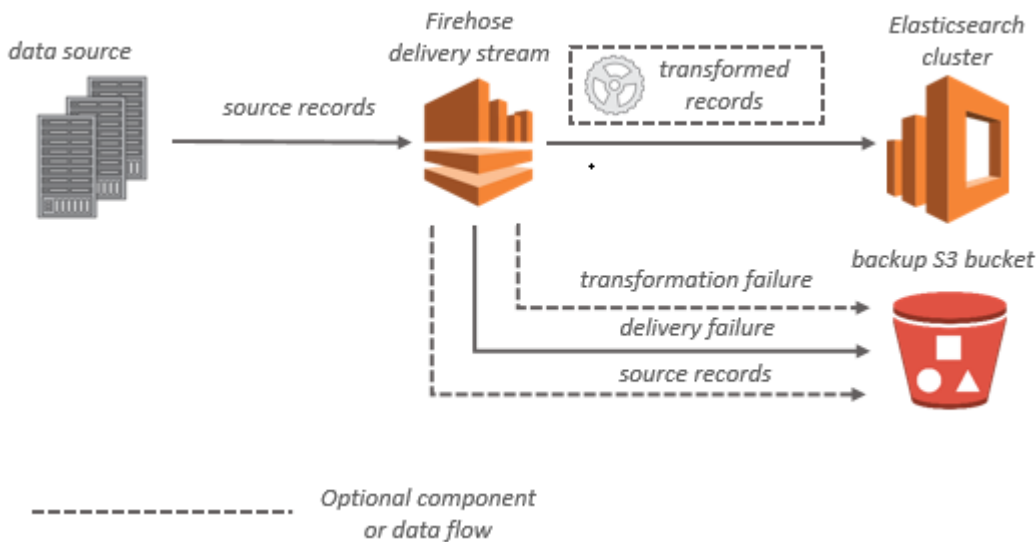 data source
source records
Firehose
delivery stream
transformed
records
Elasticsearch
cluster
backup S3 bucket
transformation failure
delivery failure
source records
Optional component
or data flow